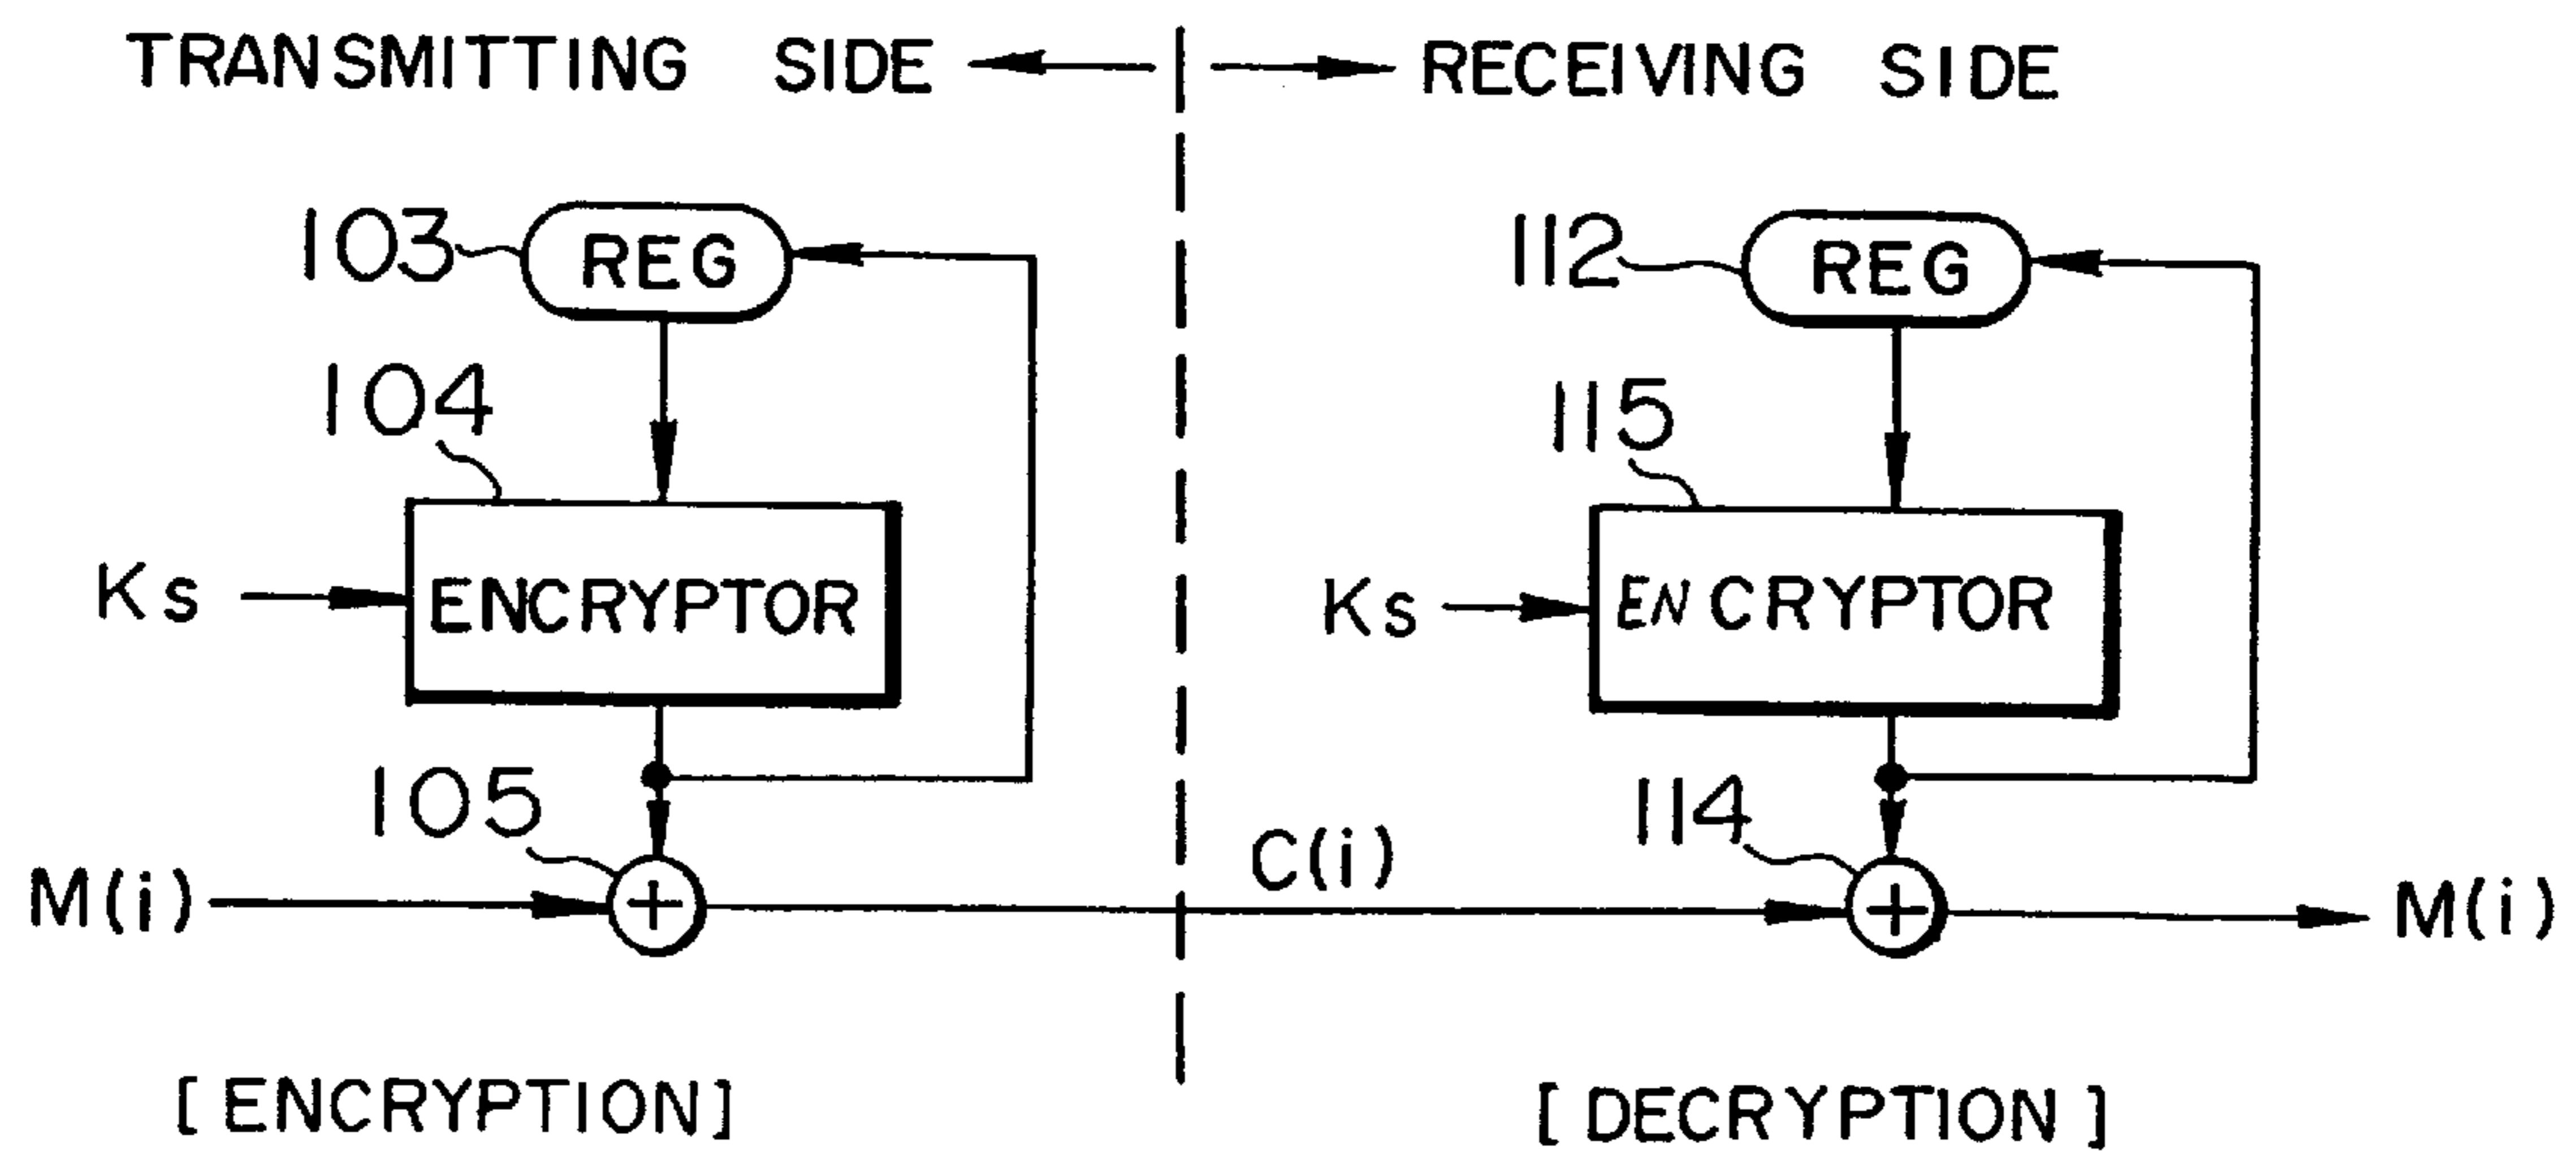 TRANSMITTING SIDE
RECEIVING SIDE
103
REG
112
REG
104
115
Ks
ENCRYPTOR
Ks
ENCRYPTOR
105
114
M(i)
+
C(i)
+
M(i)
[ENCRYPTION]
[DECRYPTION]